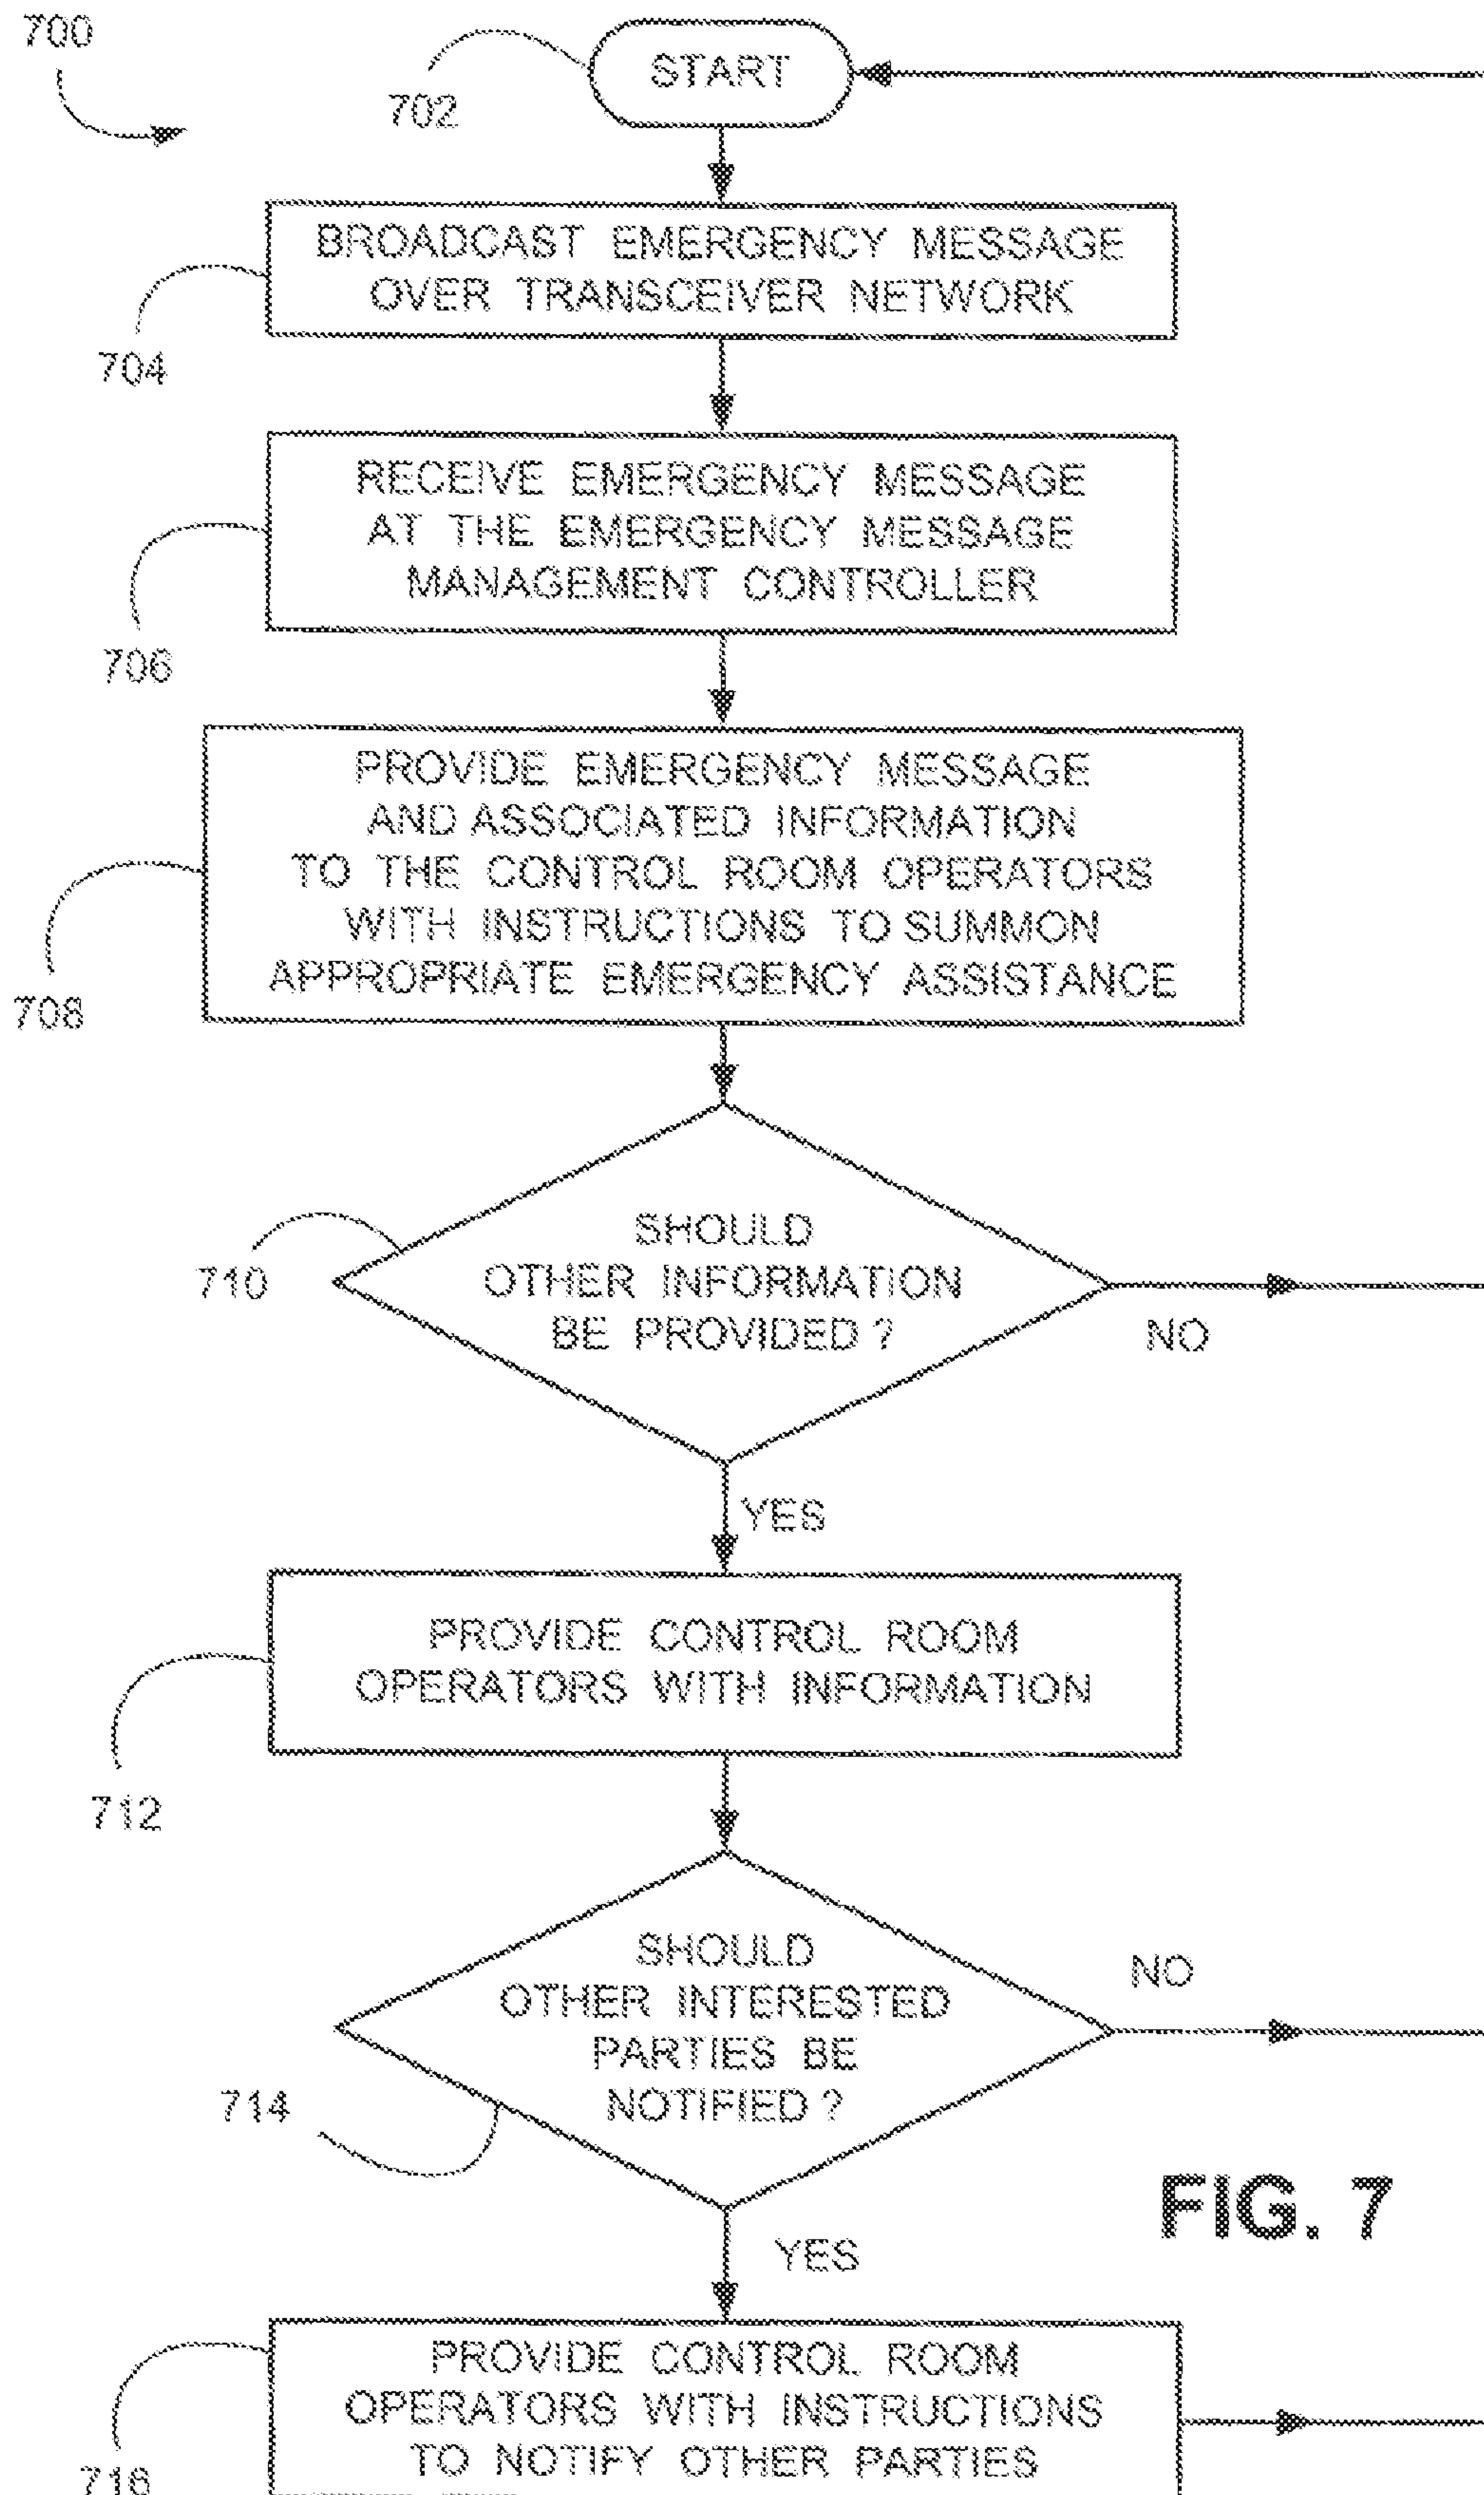 700
702
START
BROADCAST EMERGENCY MESSAGE
OVER TRANSCEIVER NETWORK
704
RECEIVE EMERGENCY MESSAGE
AT THE EMERGENCY MESSAGE
MANAGEMENT CONTROLLER
706
PROVIDE EMERGENCY MESSAGE
AND ASSOCIATED INFORMATION
TO THE CONTROL ROOM OPERATORS
WITH INSTRUCTIONS TO SUMMON
APPROPRIATE EMERGENCY ASSISTANCE
708
SHOULD
OTHER INFORMATION
BE PROVIDED ?
710
NO
YES
PROVIDE CONTROL ROOM
OPERATORS WITH INFORMATION
712
SHOULD
OTHER INTERESTED
PARTIES BE
NOTIFIED ?
NO
714
FIG. 7
YES
PROVIDE CONTROL ROOM
OPERATORS WITH INSTRUCTIONS
TO NOTIFY OTHER PARTIES
716